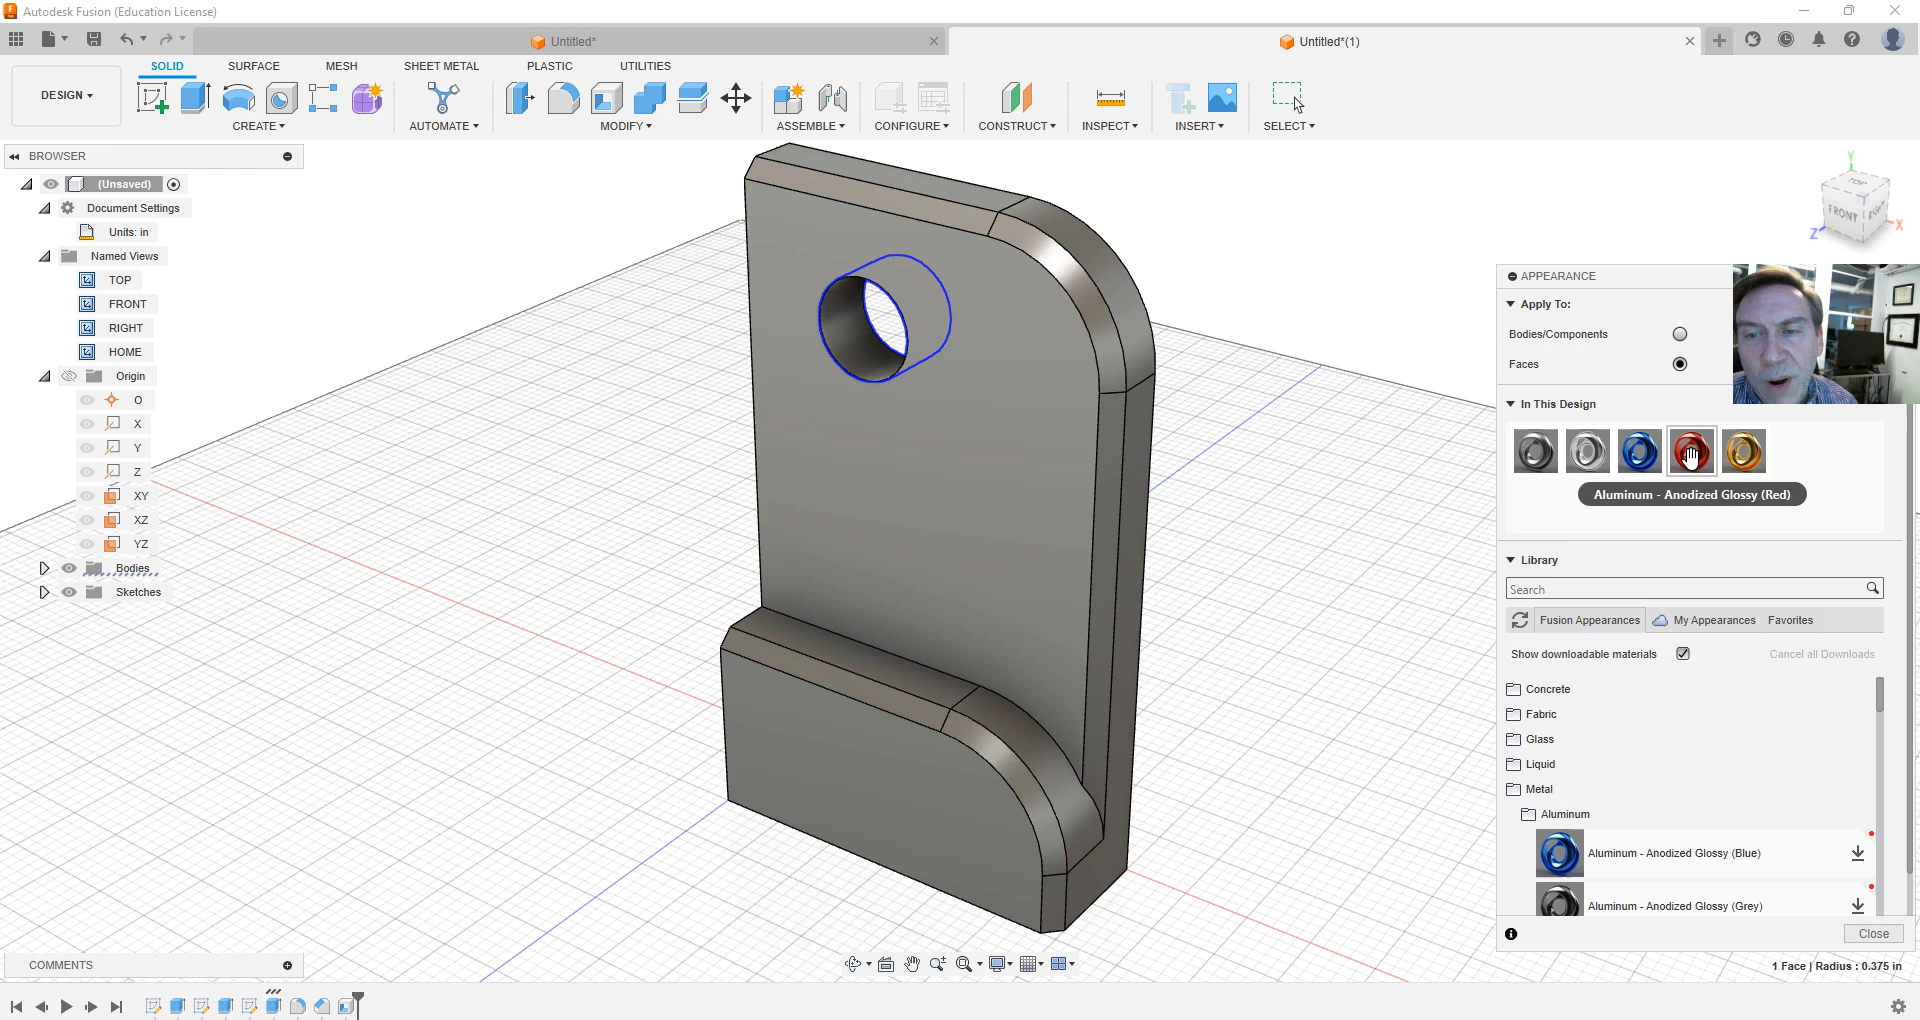 Autodesk Fusion (Education License)
Untitled*
Untitled*(1)
DESIGN
SOLID
SURFACE
MESH
SHEET METAL
PLASTIC
UTILITIES
CREATE
AUTOMATE
MODIFY
ASSEMBLE
CONFIGURE
CONSTRUCT
INSPECT
INSERT
SELECT
BROWSER
(Unsaved)
Document Settings
Units: in
Named Views
TOP
FRONT
RIGHT
HOME
Origin
O
X
Y
Z
XY
XZ
YZ
Bodies
Sketches
Y
TOP
FRONT
RIGHT
X
Z
APPEARANCE
Apply To:
Bodies/Components
Faces
In This Design
Aluminum - Anodized Glossy (Red)
Library
Search
Fusion Appearances
My Appearances
Favorites
Show downloadable materials
Cancel all Downloads
Concrete
Fabric
Glass
Liquid
Metal
Aluminum
Aluminum - Anodized Glossy (Blue)
Aluminum - Anodized Glossy (Grey)
Close
COMMENTS
1 Face | Radius : 0.375 in